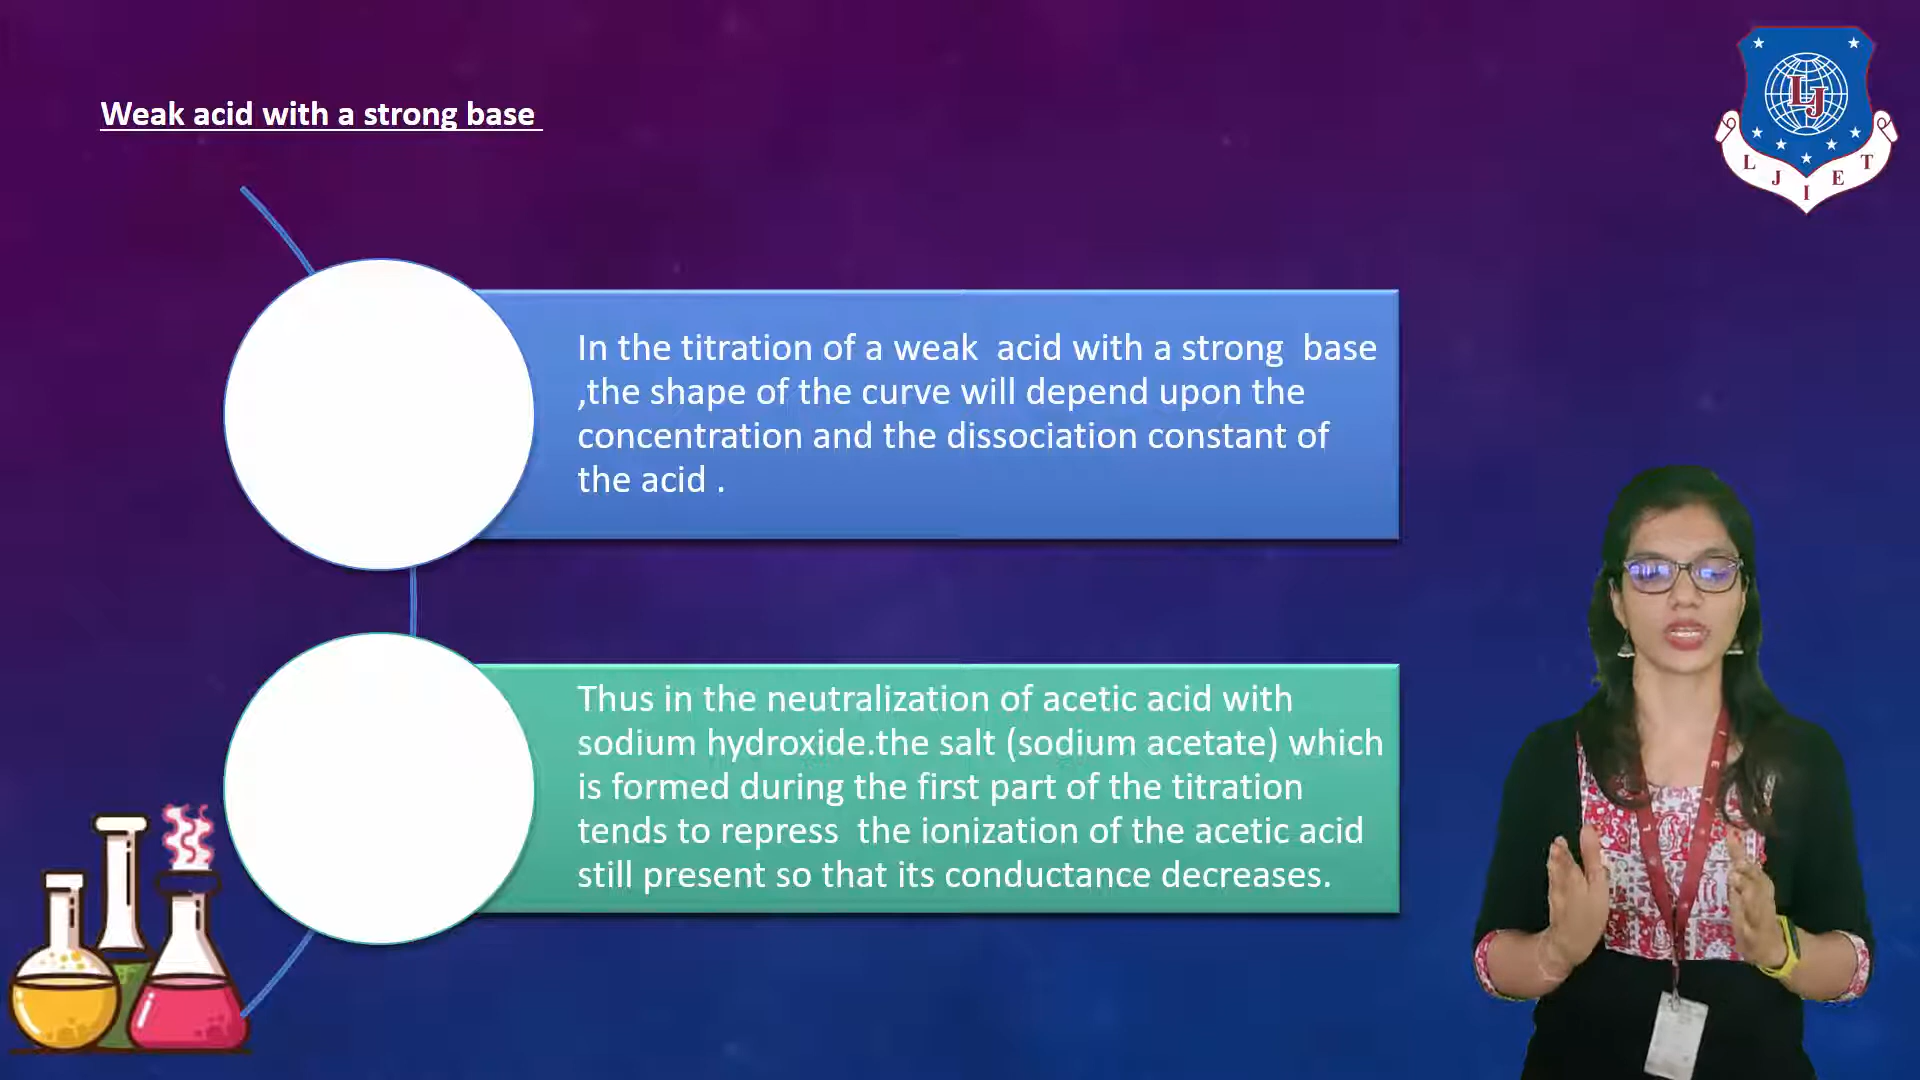 Weak acid with a strong base
In the titration of a weak acid with a strong base
,the shape of the curve will depend upon the
concentration and the dissociation constant of
the acid .
Thus in the neutralization of acetic acid with
sodium hydroxide.the salt (sodium acetate) which
is formed during the first part of the titration
tends to repress the ionization of the acetic acid
still present so that its conductance decreases.
LJ
L J I E T